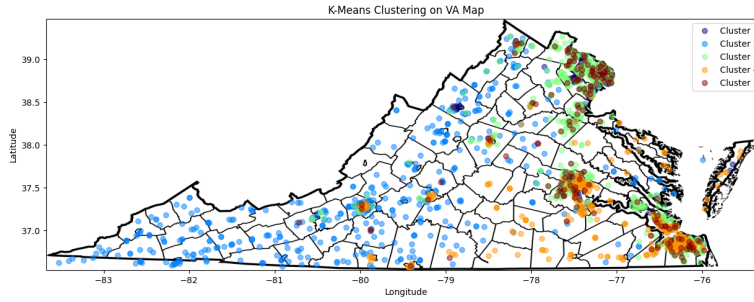 K-Means Clustering on VA Map
Cluster
Cluster
Cluster
Cluster
Cluster
39.0
38.5
38.0
37.5
37.0
Latitude
-83
-82
-81
-80
-79
-78
-77
-76
Longitude